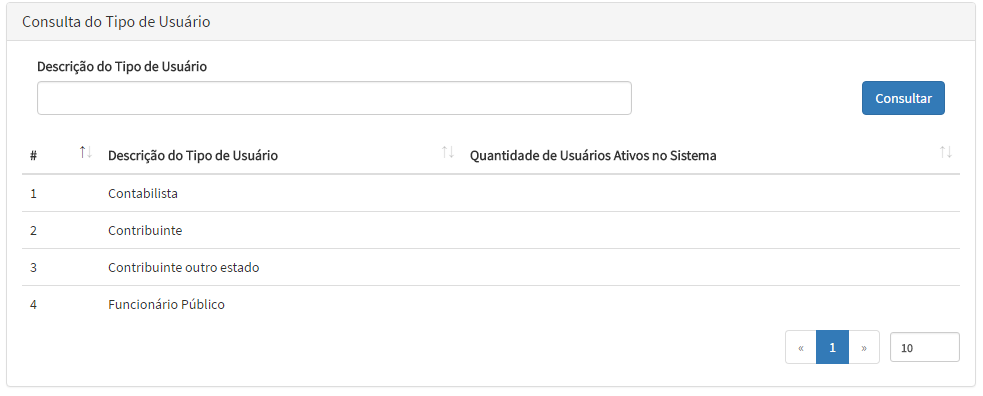 Consulta do Tipo de Usuário
Descrição do Tipo de Usuário
Consultar
# Descrição do Tipo de Usuário Quantidade de Usuários Ativos no Sistema
1 Contabilista
2 Contribuinte
3 Contribuinte outro estado
4 Funcionário Público
« 1 » 10